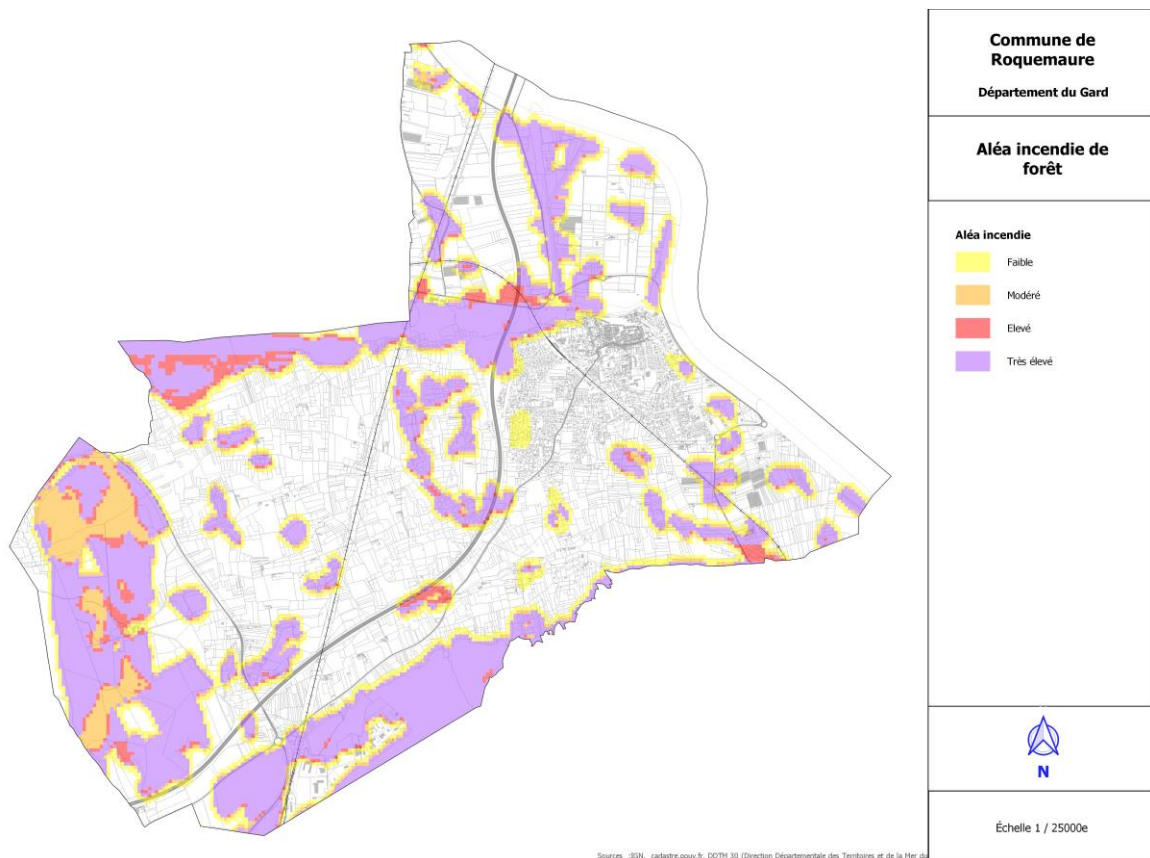 Commune de
Roquemaure
Département du Gard
Aléa incendie de
forêt
Aléa incendie
Faible
Modéré
Elevé
Très élevé
N
Échelle 1 / 25000e
Sources :IGN, cadastre.gouv.fr, DDTM 30 (Direction Départementale des Territoires et de la Mer du